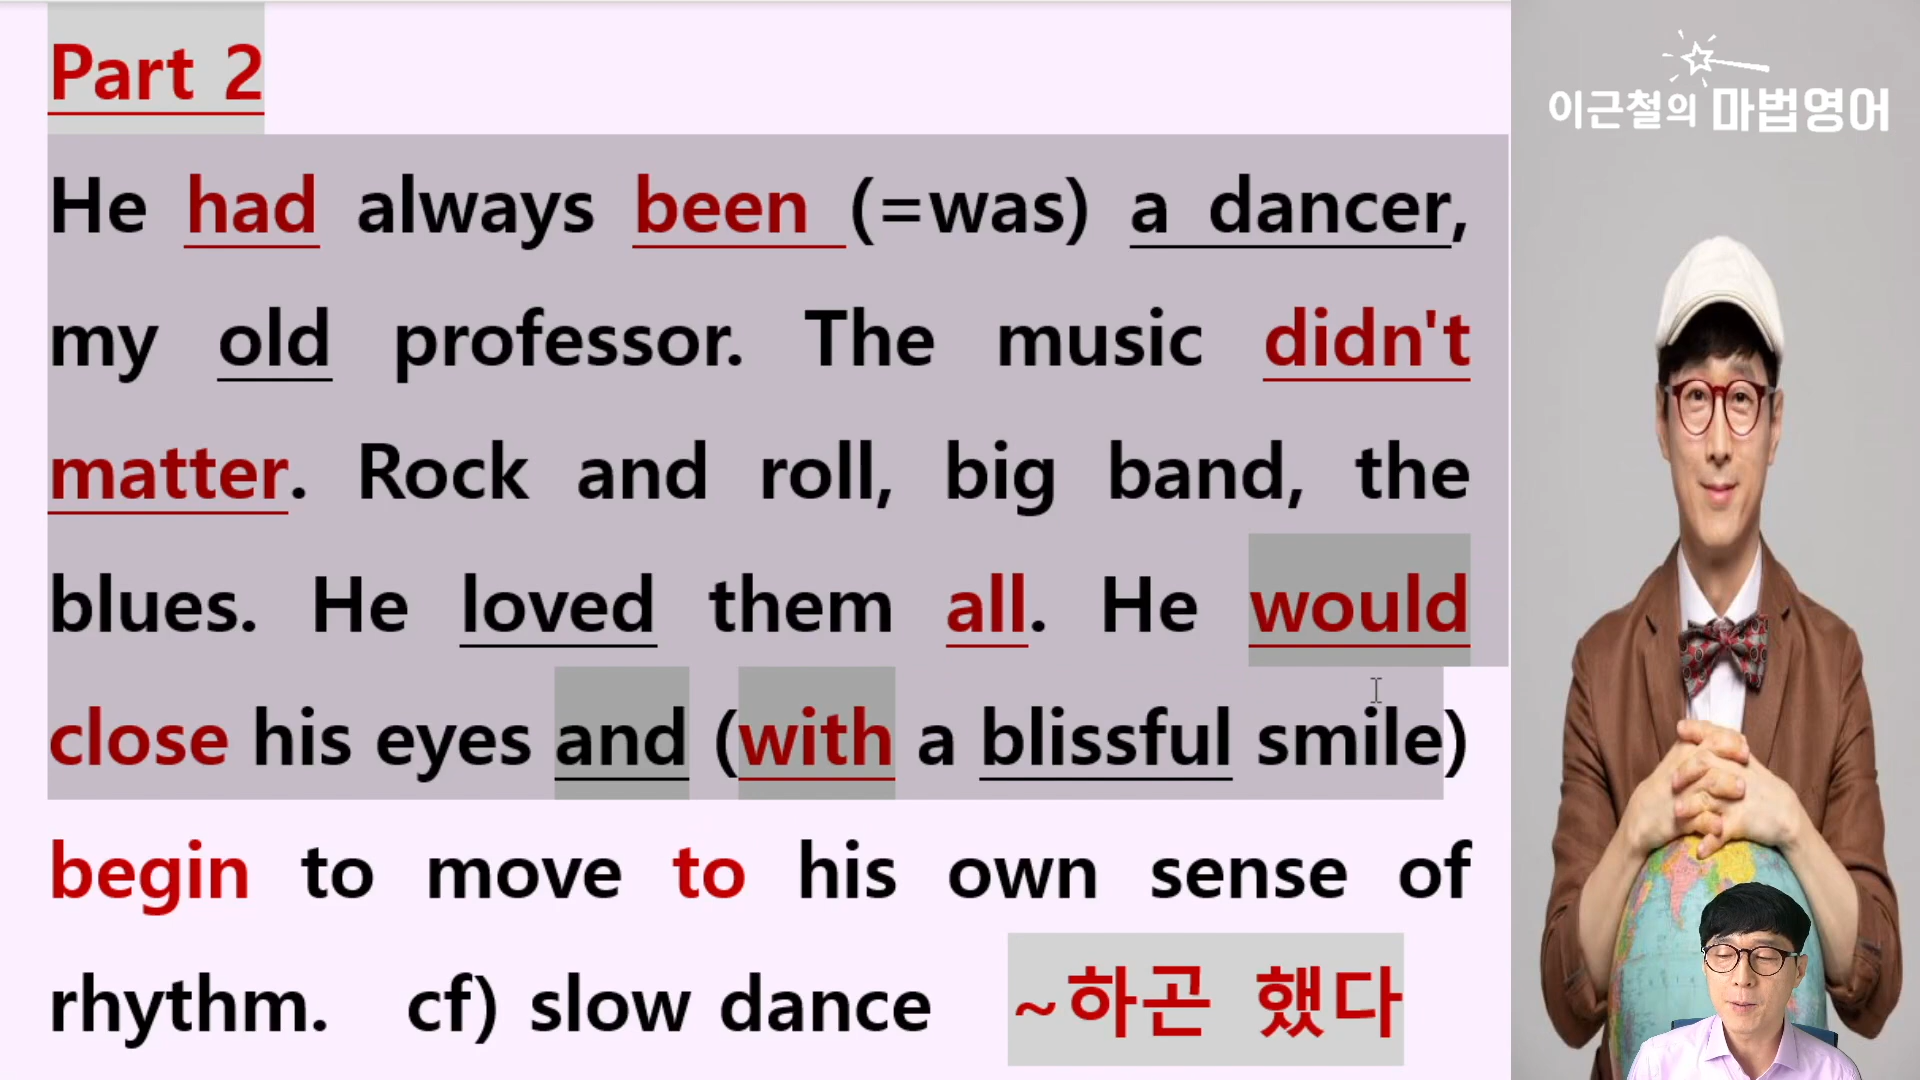 Part 2
이근철의 마법영어
He had always been (=was) a dancer,
my old professor. The music didn't
matter. Rock and roll, big band, the
blues. He loved them all. He would
close his eyes and (with a blissful smile)
begin to move to his own sense of
rhythm. cf) slow dance ~하곤 했다